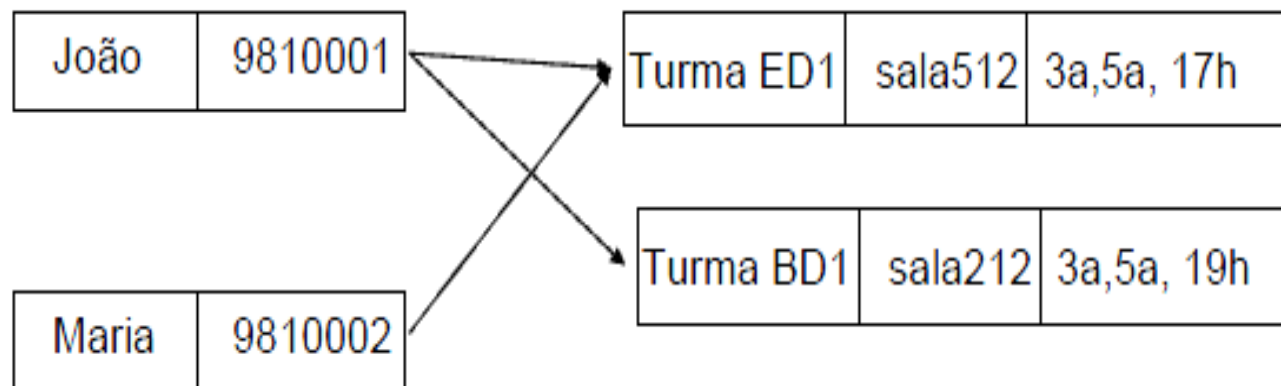 João 9810001
Turma ED1 sala512 3a,5a, 17h
Turma BD1 sala212 3a,5a, 19h
Maria 9810002